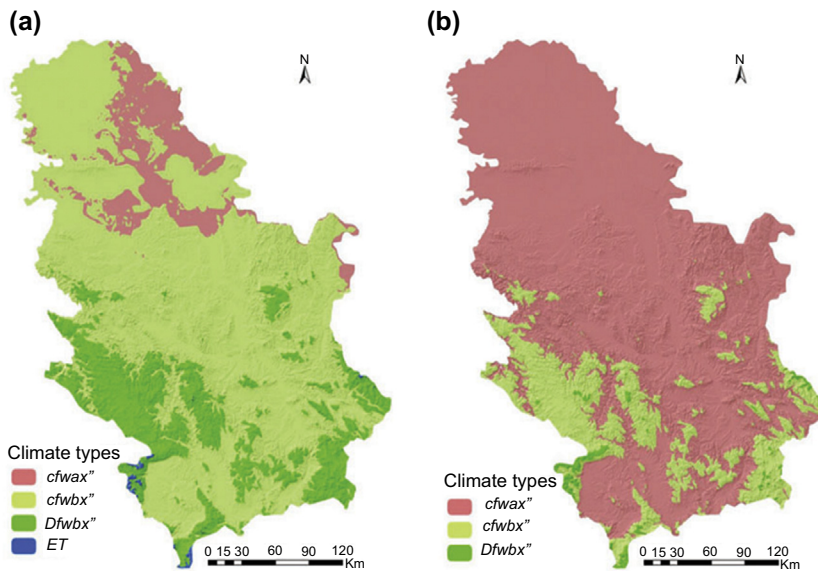 (a)
N
Climate types
cfwax”
cfwbx”
Dfwbx”
ET
0 15 30 60 90 120
Km
(b)
N
Climate types
cfwax”
cfwbx”
Dfwbx”
0 15 30 60 90 120
Km